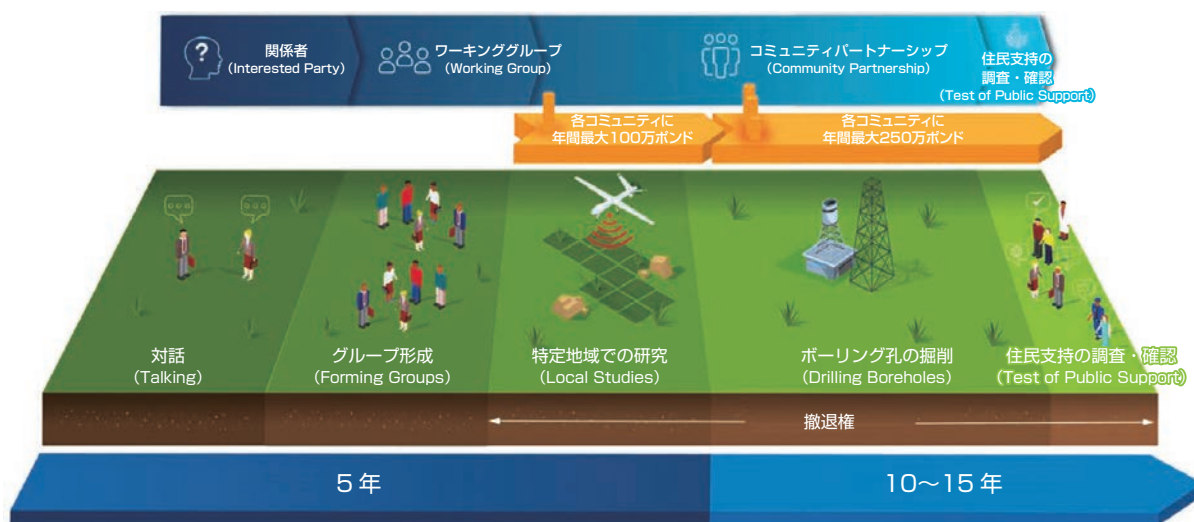 関係者
（Interested Party）
ワーキンググループ
（Working Group）
コミュニティパートナーシップ
（Community Partnership）
住民支持の
調査・確認
（Test of Public Support）
各コミュニティに
年間最大100万ポンド
各コミュニティに
年間最大250万ポンド
対話
（Talking）
グループ形成
（Forming Groups）
特定地域での研究
（Local Studies）
ボーリング孔の掘削
（Drilling Boreholes）
住民支持の調査・確認
（Test of Public Support）
撤退権
5年
10〜15年